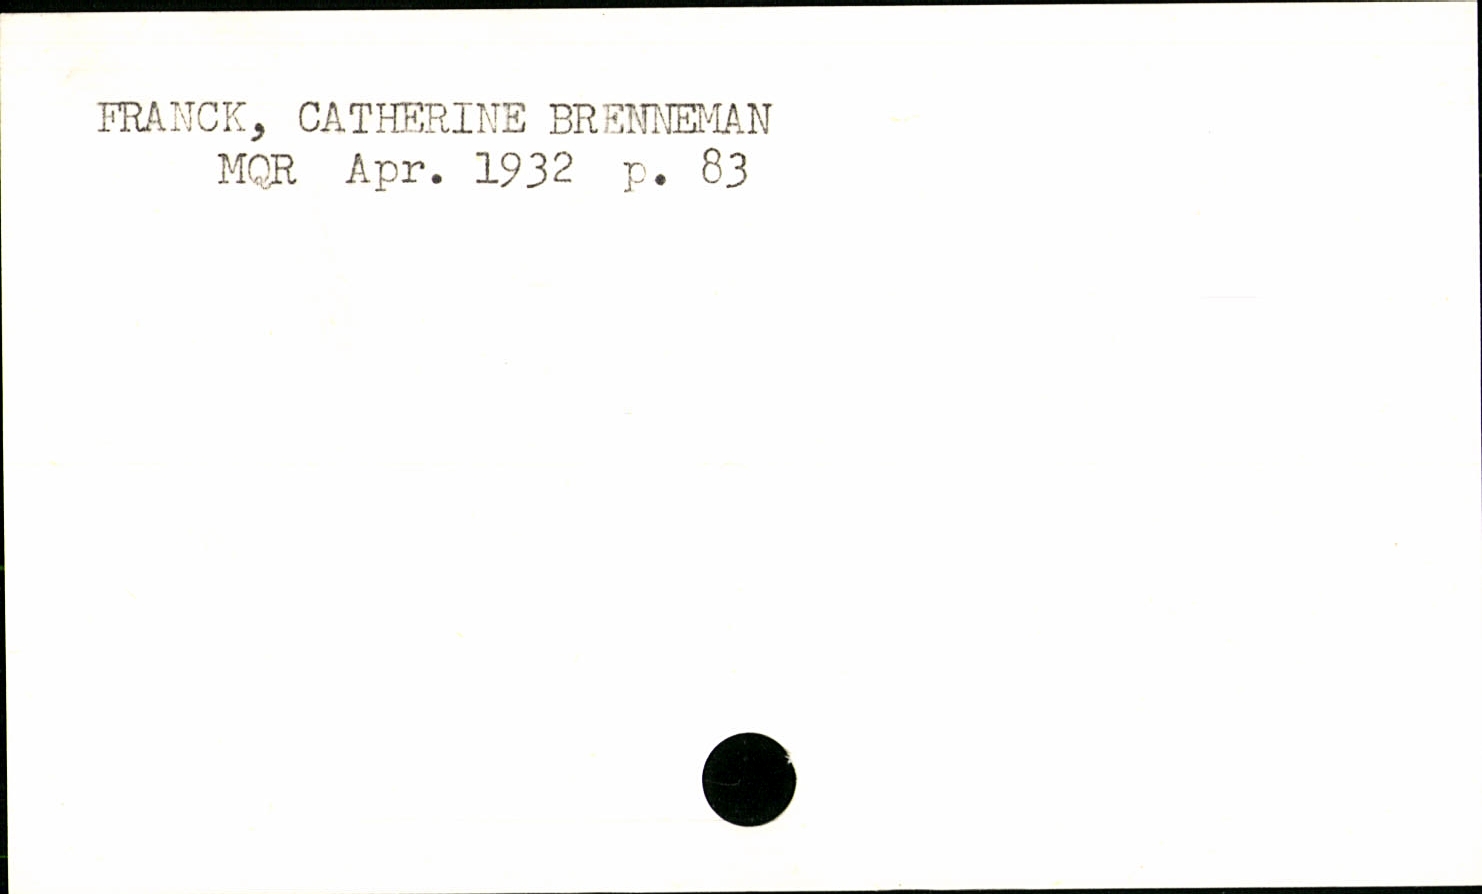 FRANCK, CATHERINE BRENNEMAN
MQR Apr. 1932 p. 83